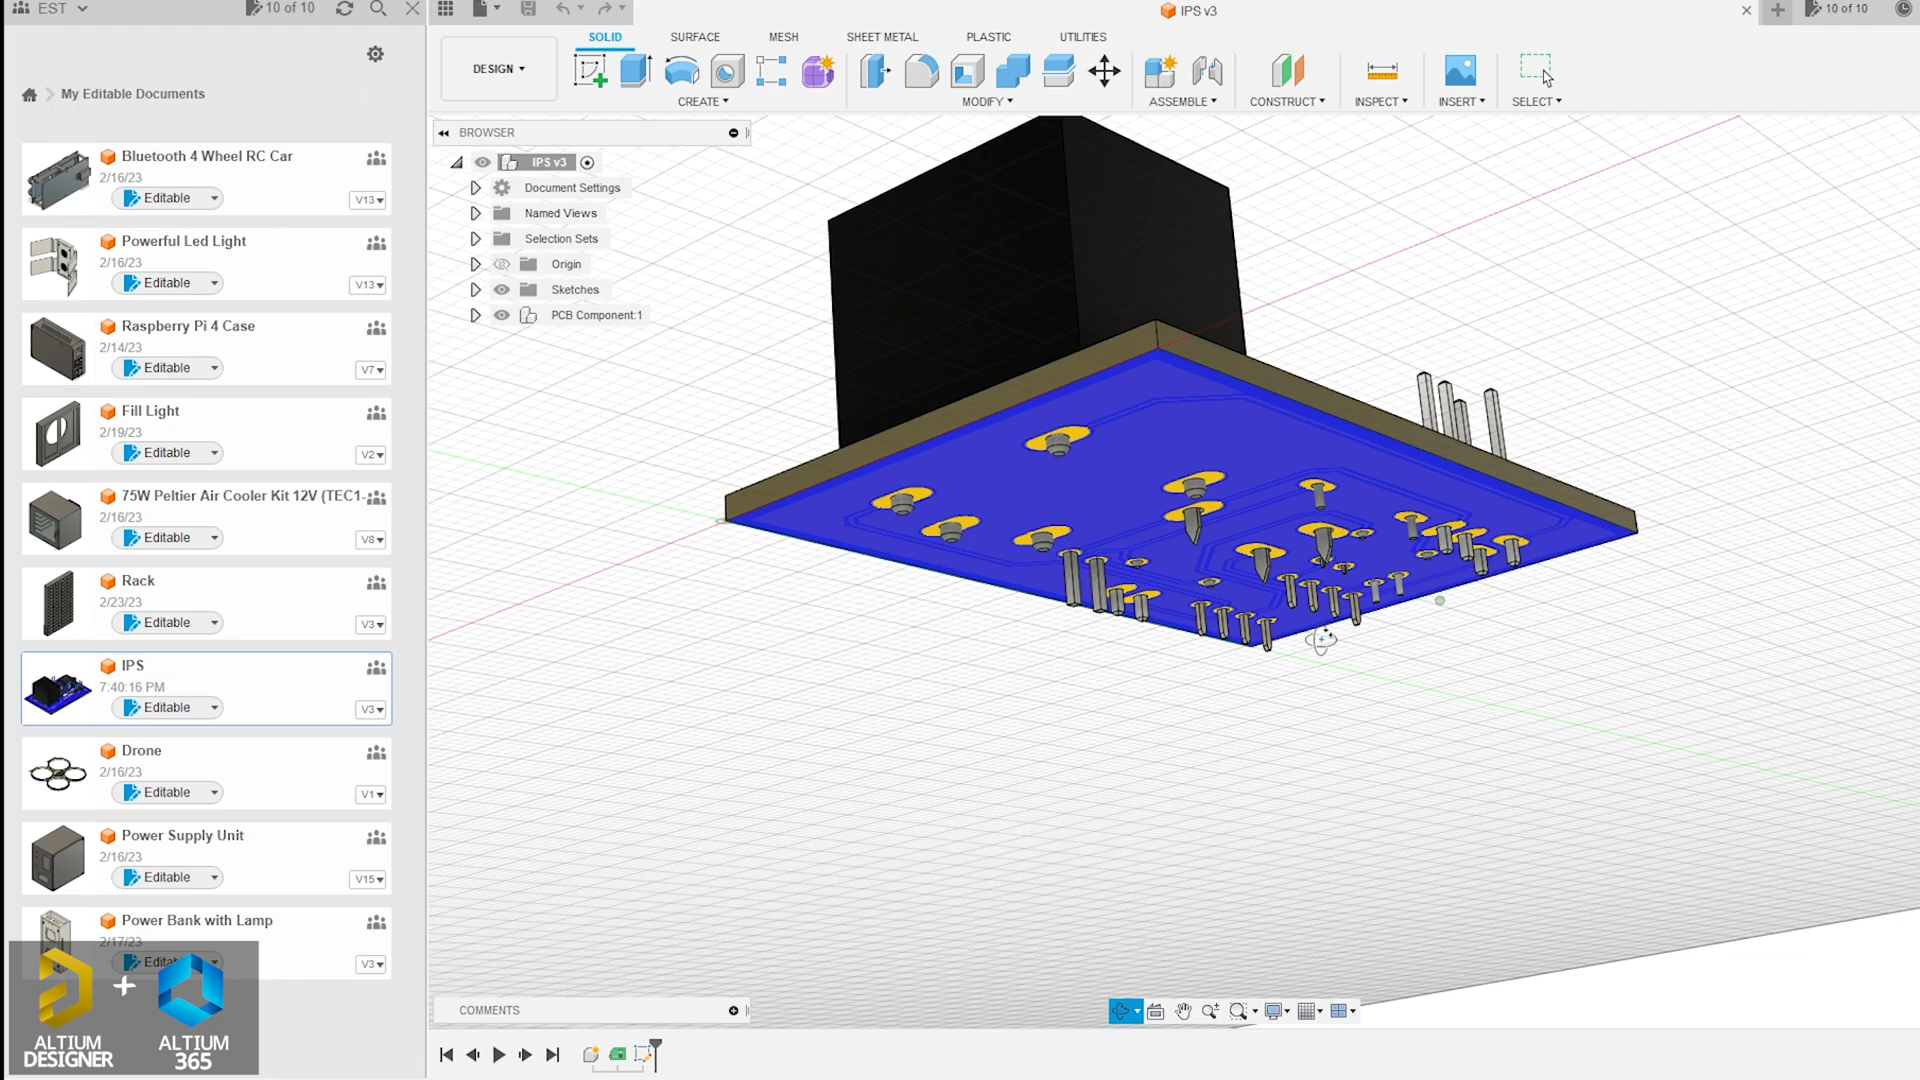 EST
10 of 10
IPS v3
10 of 10
SOLID
SURFACE
MESH
SHEET METAL
PLASTIC
UTILITIES
DESIGN
CREATE
MODIFY
ASSEMBLE
CONSTRUCT
INSPECT
INSERT
SELECT
My Editable Documents
Bluetooth 4 Wheel RC Car
2/16/23
Editable
V13
Powerful Led Light
2/16/23
Editable
V13
Raspberry Pi 4 Case
2/14/23
Editable
V7
Fill Light
2/19/23
Editable
V2
75W Peltier Air Cooler Kit 12V (TEC1-
2/16/23
Editable
V8
Rack
2/23/23
Editable
V3
IPS
7:40:16 PM
Editable
V3
Drone
2/16/23
Editable
V1
Power Supply Unit
2/16/23
Editable
V15
Power Bank with Lamp
2/17/23
Editable
V3
BROWSER
IPS v3
Document Settings
Named Views
Selection Sets
Origin
Sketches
PCB Component:1
COMMENTS
ALTIUM
DESIGNER
+
ALTIUM
365